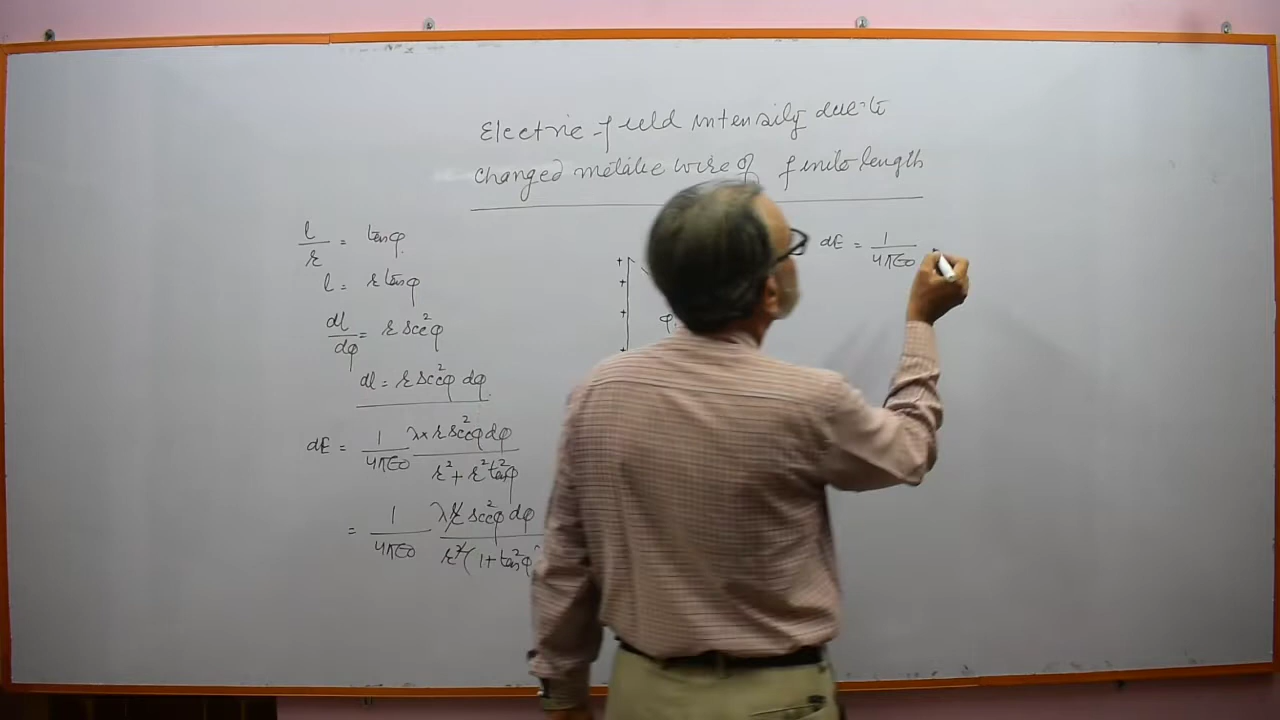 Electric field intensity due to
charged metalic wire of finite length
l/r = tanφ
l = r tanφ
dl/dφ = r sec²φ
dl = r sec²φ dφ
dE = 1/4πε0 λ×r sec²φ dφ / r² + r² tan²φ
= 1/4πε0 λr sec²φ dφ / r²(1+tan²φ
+
+
+
+
φ
dE = 1/4πε0